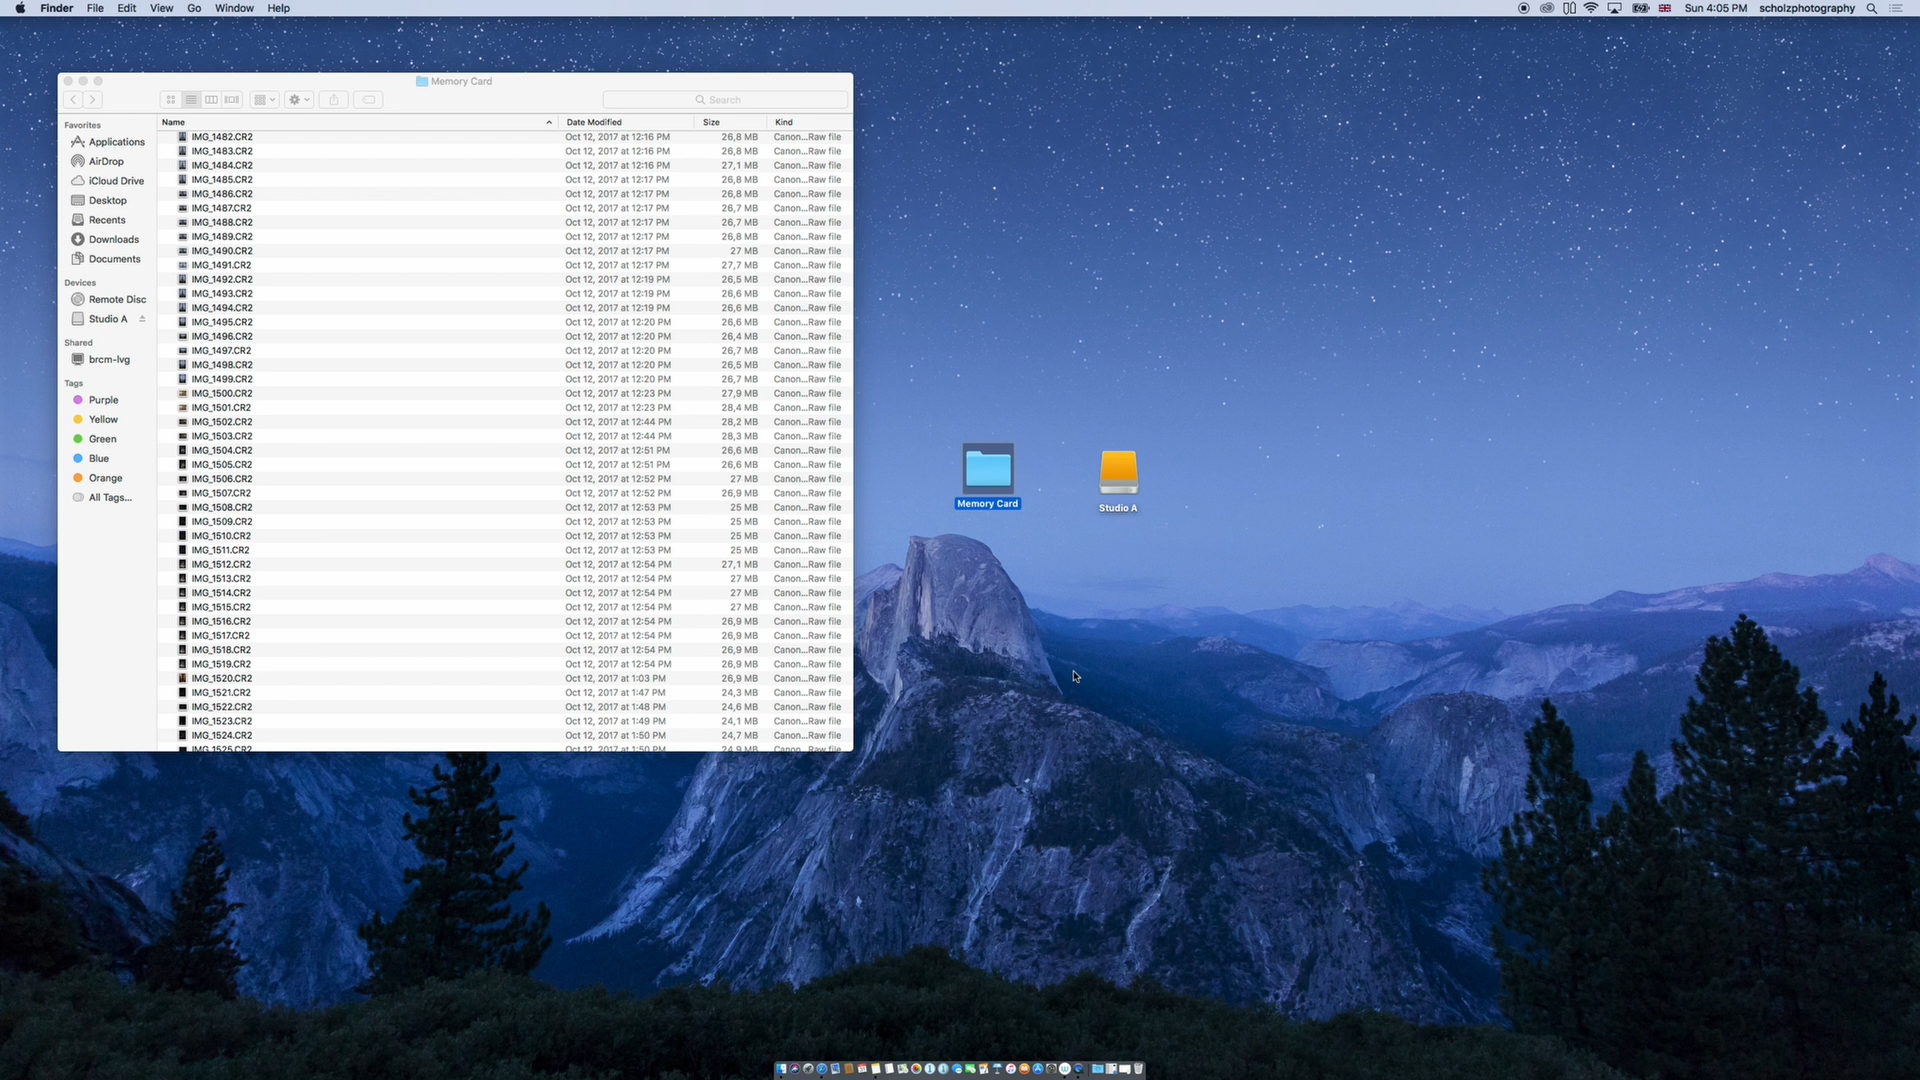 Finder File Edit View Go Window Help
Sun 4:05 PM scholzphotography
Memory Card
Search
Favorites
Applications
AirDrop
iCloud Drive
Desktop
Recents
Downloads
Documents
Devices
Remote Disc
Studio A
Shared
brcm-lvg
Tags
Purple
Yellow
Green
Blue
Orange
All Tags...
Name Date Modified Size Kind
IMG_1482.CR2 Oct 12, 2017 at 12:16 PM 26,8 MB Canon...Raw file
IMG_1483.CR2 Oct 12, 2017 at 12:16 PM 26,8 MB Canon...Raw file
IMG_1484.CR2 Oct 12, 2017 at 12:16 PM 27,1 MB Canon...Raw file
IMG_1485.CR2 Oct 12, 2017 at 12:17 PM 26,8 MB Canon...Raw file
IMG_1486.CR2 Oct 12, 2017 at 12:17 PM 26,8 MB Canon...Raw file
IMG_1487.CR2 Oct 12, 2017 at 12:17 PM 26,7 MB Canon...Raw file
IMG_1488.CR2 Oct 12, 2017 at 12:17 PM 26,7 MB Canon...Raw file
IMG_1489.CR2 Oct 12, 2017 at 12:17 PM 26,8 MB Canon...Raw file
IMG_1490.CR2 Oct 12, 2017 at 12:17 PM 27 MB Canon...Raw file
IMG_1491.CR2 Oct 12, 2017 at 12:17 PM 27,7 MB Canon...Raw file
IMG_1492.CR2 Oct 12, 2017 at 12:19 PM 26,5 MB Canon...Raw file
IMG_1493.CR2 Oct 12, 2017 at 12:19 PM 26,6 MB Canon...Raw file
IMG_1494.CR2 Oct 12, 2017 at 12:19 PM 26,6 MB Canon...Raw file
IMG_1495.CR2 Oct 12, 2017 at 12:20 PM 26,6 MB Canon...Raw file
IMG_1496.CR2 Oct 12, 2017 at 12:20 PM 26,4 MB Canon...Raw file
IMG_1497.CR2 Oct 12, 2017 at 12:20 PM 26,7 MB Canon...Raw file
IMG_1498.CR2 Oct 12, 2017 at 12:20 PM 26,5 MB Canon...Raw file
IMG_1499.CR2 Oct 12, 2017 at 12:20 PM 26,7 MB Canon...Raw file
IMG_1500.CR2 Oct 12, 2017 at 12:23 PM 27,9 MB Canon...Raw file
IMG_1501.CR2 Oct 12, 2017 at 12:23 PM 28,4 MB Canon...Raw file
IMG_1502.CR2 Oct 12, 2017 at 12:44 PM 28,2 MB Canon...Raw file
IMG_1503.CR2 Oct 12, 2017 at 12:44 PM 28,3 MB Canon...Raw file
IMG_1504.CR2 Oct 12, 2017 at 12:51 PM 26,6 MB Canon...Raw file
IMG_1505.CR2 Oct 12, 2017 at 12:51 PM 26,6 MB Canon...Raw file
IMG_1506.CR2 Oct 12, 2017 at 12:52 PM 27 MB Canon...Raw file
IMG_1507.CR2 Oct 12, 2017 at 12:52 PM 26,9 MB Canon...Raw file
IMG_1508.CR2 Oct 12, 2017 at 12:53 PM 25 MB Canon...Raw file
IMG_1509.CR2 Oct 12, 2017 at 12:53 PM 25 MB Canon...Raw file
IMG_1510.CR2 Oct 12, 2017 at 12:53 PM 25 MB Canon...Raw file
IMG_1511.CR2 Oct 12, 2017 at 12:53 PM 25 MB Canon...Raw file
IMG_1512.CR2 Oct 12, 2017 at 12:54 PM 27,1 MB Canon...Raw file
IMG_1513.CR2 Oct 12, 2017 at 12:54 PM 27 MB Canon...Raw file
IMG_1514.CR2 Oct 12, 2017 at 12:54 PM 27 MB Canon...Raw file
IMG_1515.CR2 Oct 12, 2017 at 12:54 PM 27 MB Canon...Raw file
IMG_1516.CR2 Oct 12, 2017 at 12:54 PM 26,9 MB Canon...Raw file
IMG_1517.CR2 Oct 12, 2017 at 12:54 PM 26,9 MB Canon...Raw file
IMG_1518.CR2 Oct 12, 2017 at 12:54 PM 26,9 MB Canon...Raw file
IMG_1519.CR2 Oct 12, 2017 at 12:54 PM 26,9 MB Canon...Raw file
IMG_1520.CR2 Oct 12, 2017 at 1:03 PM 26,9 MB Canon...Raw file
IMG_1521.CR2 Oct 12, 2017 at 1:47 PM 24,3 MB Canon...Raw file
IMG_1522.CR2 Oct 12, 2017 at 1:48 PM 24,6 MB Canon...Raw file
IMG_1523.CR2 Oct 12, 2017 at 1:49 PM 24,1 MB Canon...Raw file
IMG_1524.CR2 Oct 12, 2017 at 1:50 PM 24,7 MB Canon...Raw file
IMG_1525.CR2 Oct 12, 2017 at 1:50 PM 24,9 MB Canon...Raw file
Memory Card
Studio A